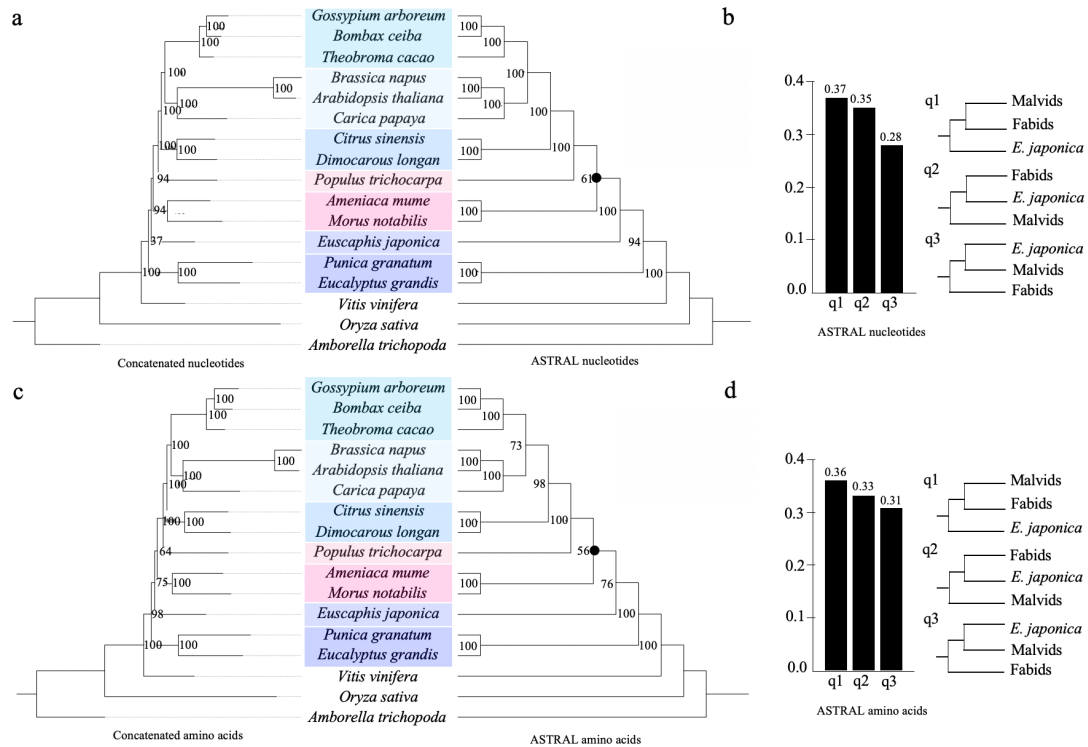 a
Gossypium arboreum
Bombax ceiba
Theobroma cacao
Brassica napus
Arabidopsis thaliana
Carica papaya
Citrus sinensis
Dimocarous longan
Populus trichocarpa
Ameniaca mume
Morus notabilis
Euscaphis japonica
Punica granatum
Eucalyptus grandis
Vitis vinifera
Oryza sativa
Amborella trichopoda
100
100
100
100
100
100
100
100
94
94
37
100
100
Concatenated nucleotides
100
100
100
100
100
100
100
100
61
100
100
94
100
100
ASTRAL nucleotides
b
0.4
0.3
0.2
0.1
0.0
0.37
0.35
0.28
q1 q2 q3
ASTRAL nucleotides
q1
Malvids
Fabids
E. japonica
q2
Fabids
E. japonica
Malvids
q3
E. japonica
Malvids
Fabids
c
Gossypium arboreum
Bombax ceiba
Theobroma cacao
Brassica napus
Arabidopsis thaliana
Carica papaya
Citrus sinensis
Dimocarous longan
Populus trichocarpa
Ameniaca mume
Morus notabilis
Euscaphis japonica
Punica granatum
Eucalyptus grandis
Vitis vinifera
Oryza sativa
Amborella trichopoda
100
100
100
100
100
100
100
100
64
75
100
98
100
100
Concatenated amino acids
100
100
73
100
100
98
100
100
56
100
76
100
100
100
ASTRAL amino acids
d
0.4
0.3
0.2
0.1
0.0
0.36
0.33
0.31
q1 q2 q3
ASTRAL amino acids
q1
Malvids
Fabids
E. japonica
q2
Fabids
E. japonica
Malvids
q3
E. japonica
Malvids
Fabids